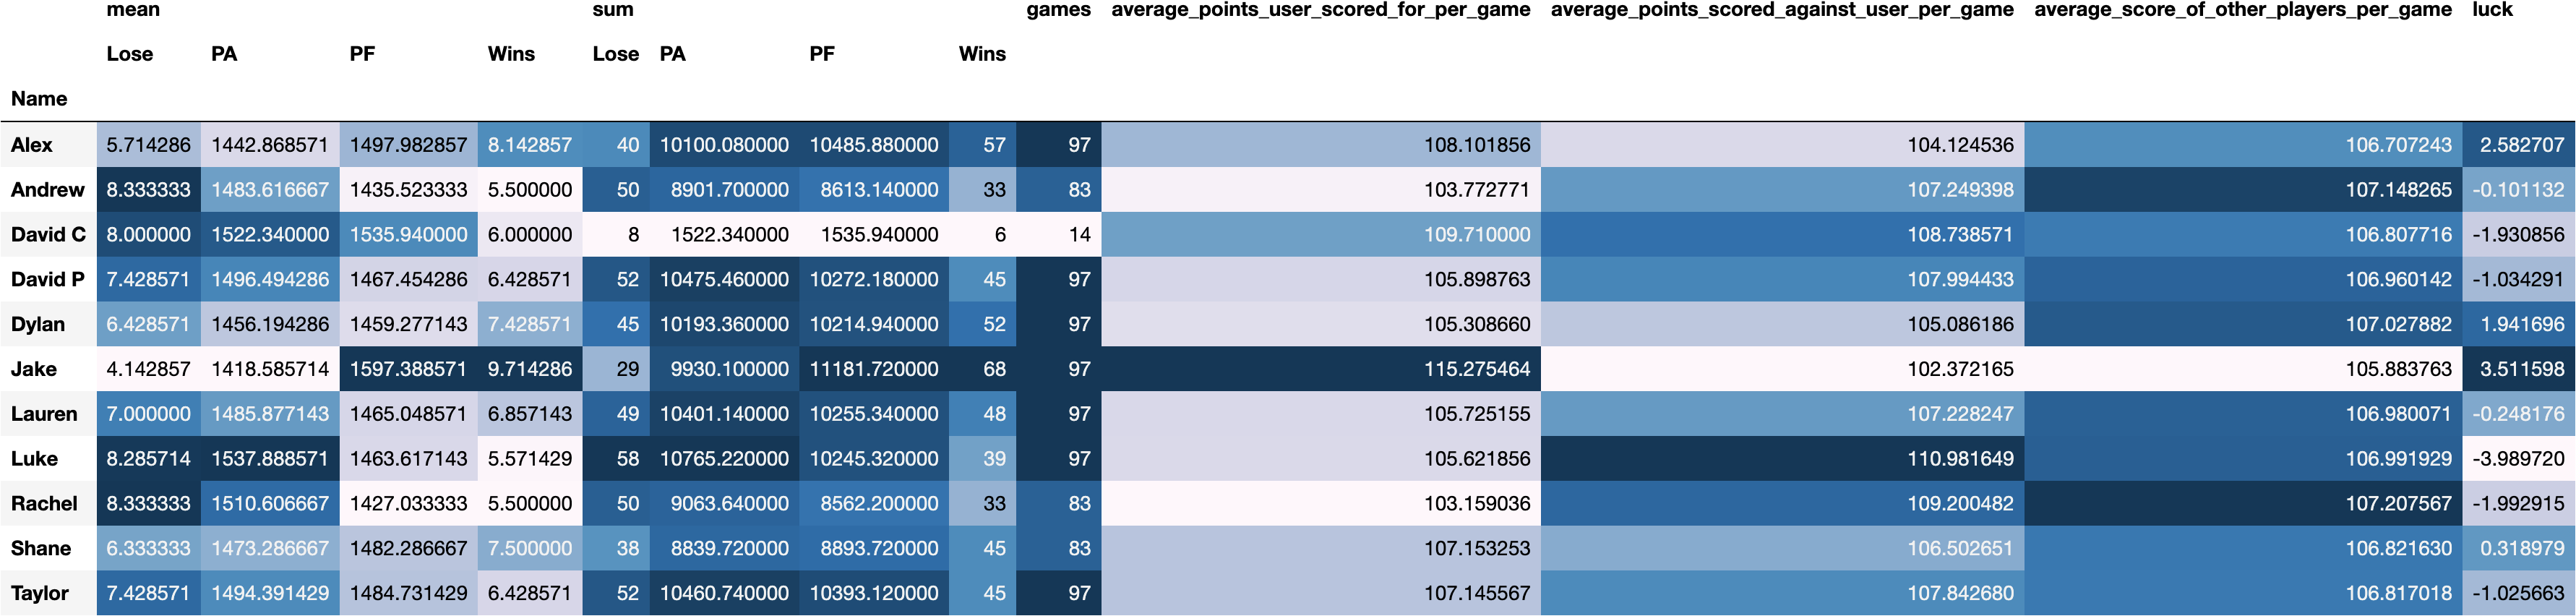 mean sum games average_points_user_scored_for_per_game average_points_scored_against_user_per_game average_score_of_other_players_per_game luck
Lose PA PF Wins Lose PA PF Wins
Name
Alex 5.714286 1442.868571 1497.982857 8.142857 40 10100.080000 10485.880000 57 97 108.101856 104.124536 106.707243 2.582707
Andrew 8.333333 1483.616667 1435.523333 5.500000 50 8901.700000 8613.140000 33 83 103.772771 107.249398 107.148265 -0.101132
David C 8.000000 1522.340000 1535.940000 6.000000 8 1522.340000 1535.940000 6 14 109.710000 108.738571 106.807716 -1.930856
David P 7.428571 1496.494286 1467.454286 6.428571 52 10475.460000 10272.180000 45 97 105.898763 107.994433 106.960142 -1.034291
Dylan 6.428571 1456.194286 1459.277143 7.428571 45 10193.360000 10214.940000 52 97 105.308660 105.086186 107.027882 1.941696
Jake 4.142857 1418.585714 1597.388571 9.714286 29 9930.100000 11181.720000 68 97 115.275464 102.372165 105.883763 3.511598
Lauren 7.000000 1485.877143 1465.048571 6.857143 49 10401.140000 10255.340000 48 97 105.725155 107.228247 106.980071 -0.248176
Luke 8.285714 1537.888571 1463.617143 5.571429 58 10765.220000 10245.320000 39 97 105.621856 110.981649 106.991929 -3.989720
Rachel 8.333333 1510.606667 1427.033333 5.500000 50 9063.640000 8562.200000 33 83 103.159036 109.200482 107.207567 -1.992915
Shane 6.333333 1473.286667 1482.286667 7.500000 38 8839.720000 8893.720000 45 83 107.153253 106.502651 106.821630 0.318979
Taylor 7.428571 1494.391429 1484.731429 6.428571 52 10460.740000 10393.120000 45 97 107.145567 107.842680 106.817018 -1.025663